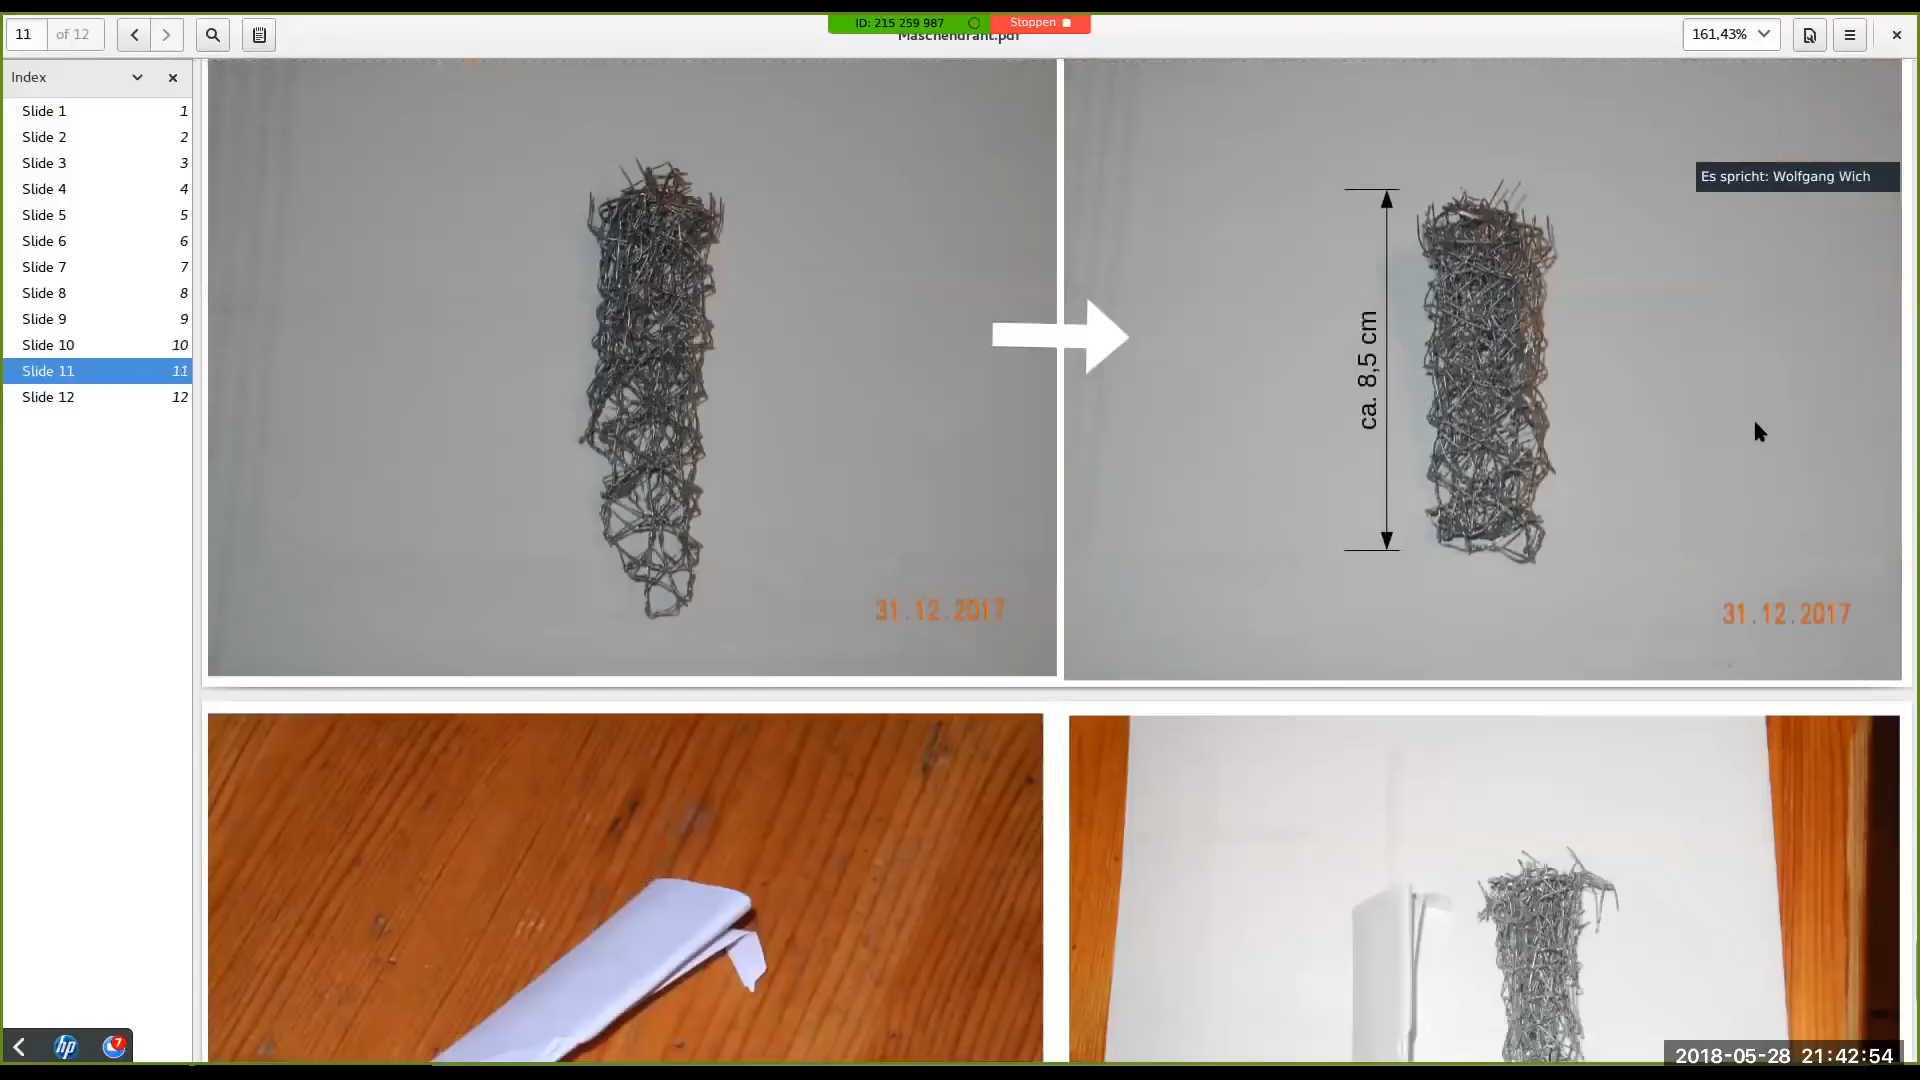 ID: 215 259 987
Stoppen
11 of 12
Maschendraht.pdf
161,43%
Index
Slide 1 1
Slide 2 2
Slide 3 3
Slide 4 4
Slide 5 5
Slide 6 6
Slide 7 7
Slide 8 8
Slide 9 9
Slide 10 10
Slide 11 11
Slide 12 12
Es spricht: Wolfgang Wich
ca. 8,5 cm
31.12.2017
31.12.2017
hp
7
2018-05-28 21:42:54